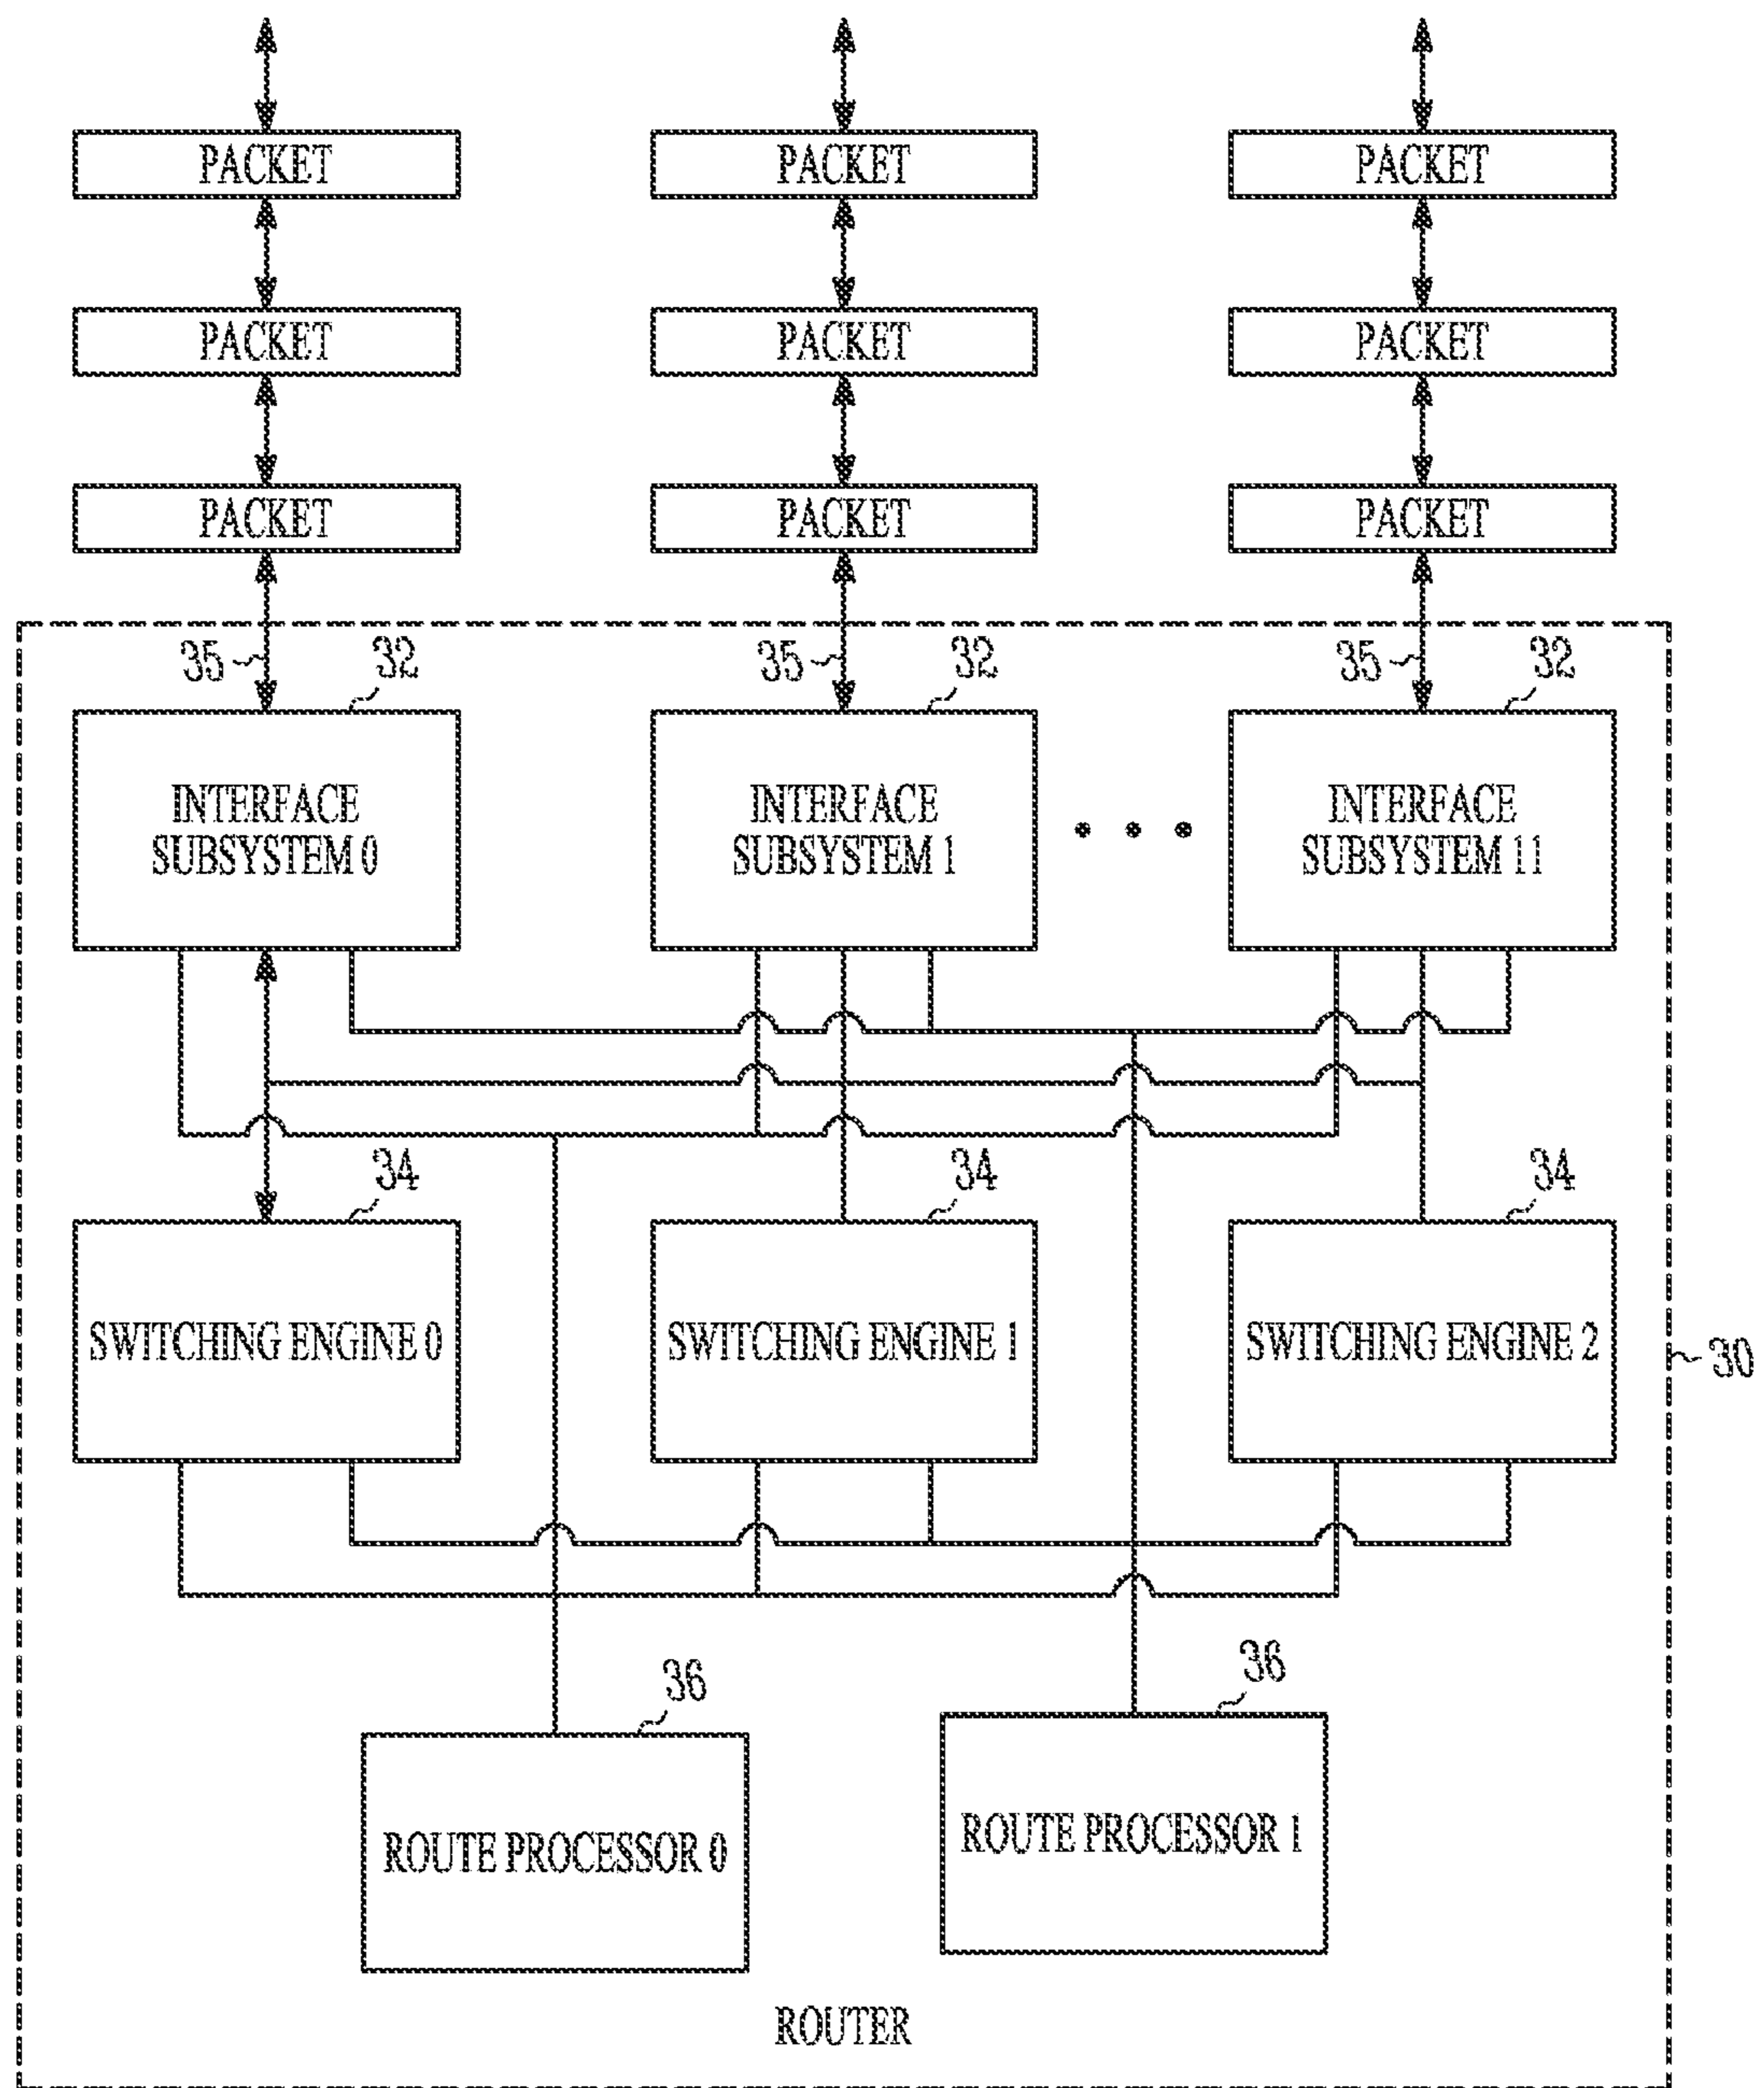 PACKET PACKET PACKET
PACKET PACKET PACKET
PACKET PACKET PACKET
35 32 35 32 35 32
INTERFACE INTERFACE INTERFACE
SUBSYSTEM 0 SUBSYSTEM 1 SUBSYSTEM 11
34 34 34
SWITCHING ENGINE 0 SWITCHING ENGINE 1 SWITCHING ENGINE 2
30
36 36
ROUTE PROCESSOR 0 ROUTE PROCESSOR 1
ROUTER